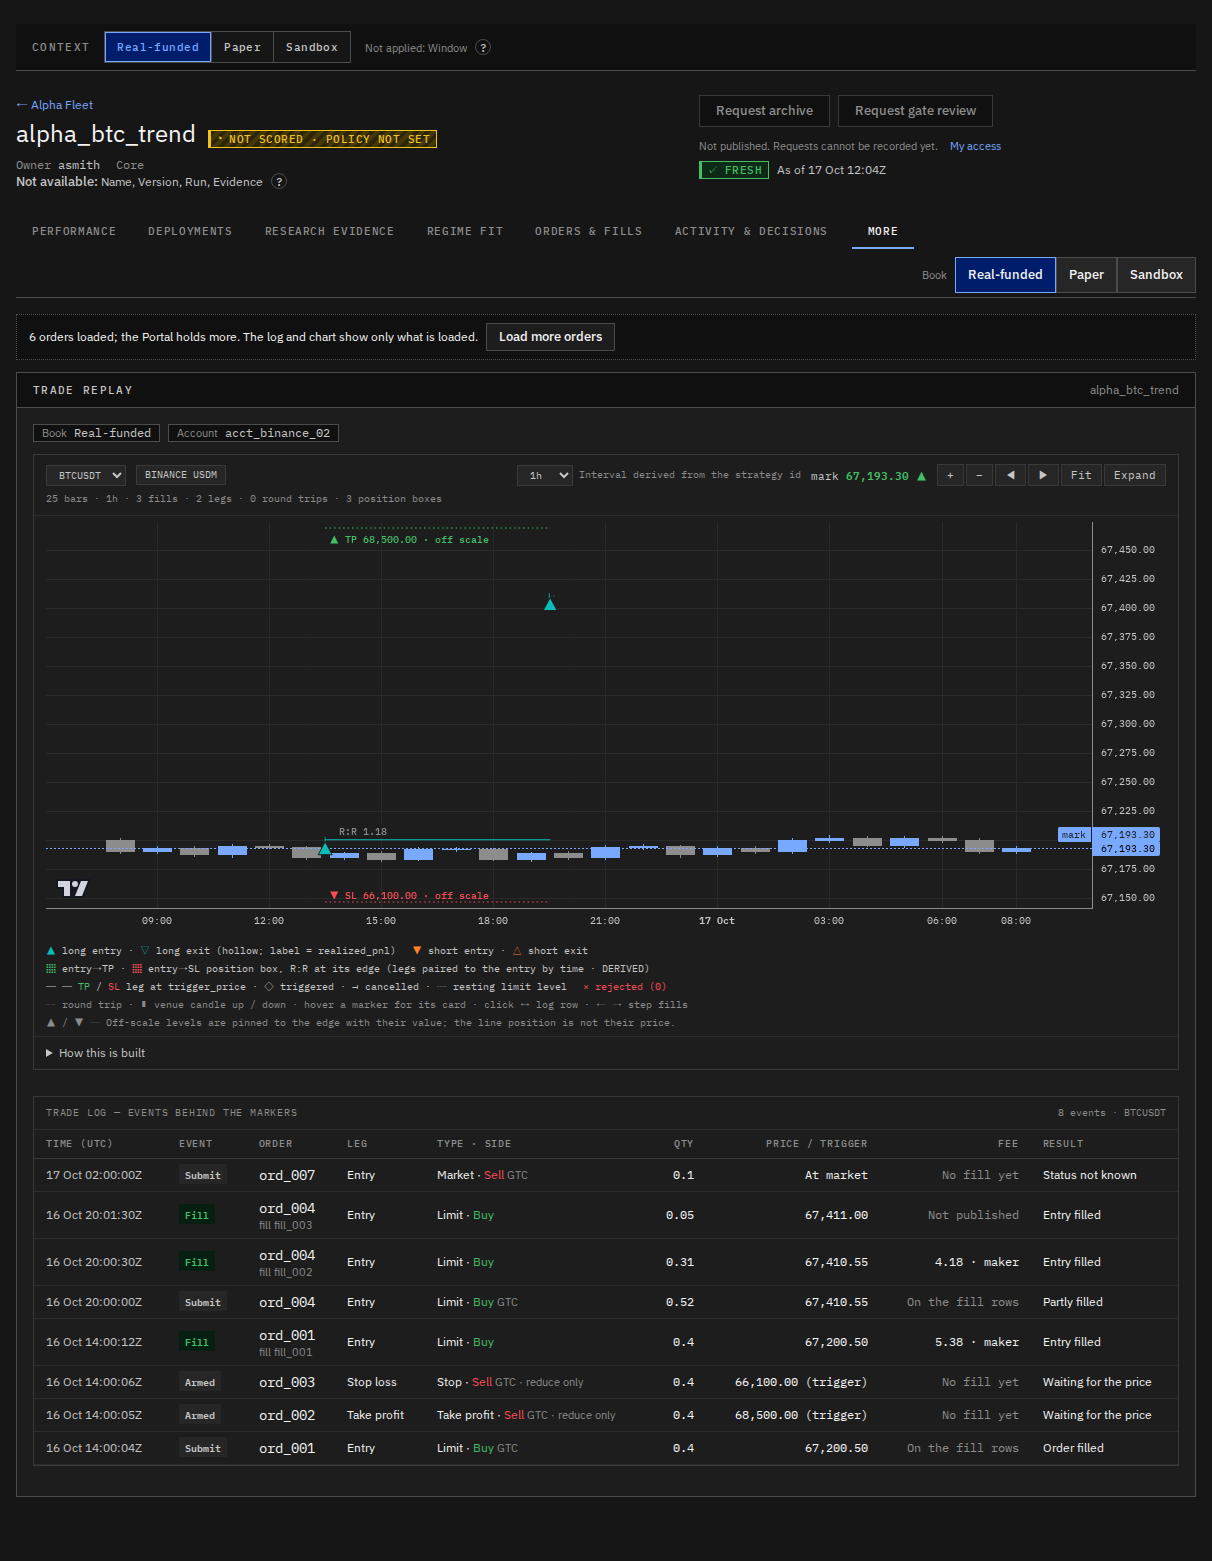 CONTEXT Real-funded Paper Sandbox Not applied: Window ?
← Alpha Fleet
alpha_btc_trend NOT SCORED · POLICY NOT SET
Owner asmith Core
Not available: Name, Version, Run, Evidence ?
Request archive Request gate review
Not published. Requests cannot be recorded yet. My access
✓ FRESH As of 17 Oct 12:04Z
PERFORMANCE DEPLOYMENTS RESEARCH EVIDENCE REGIME FIT ORDERS & FILLS ACTIVITY & DECISIONS MORE
Book Real-funded Paper Sandbox
6 orders loaded; the Portal holds more. The log and chart show only what is loaded. Load more orders
TRADE REPLAY alpha_btc_trend
Book Real-funded Account acct_binance_02
BTCUSDT BINANCE USDM 1h Interval derived from the strategy id mark 67,193.30 ▲ + − ◀ ▶ Fit Expand
25 bars · 1h · 3 fills · 2 legs · 0 round trips · 3 position boxes
▲ TP 68,500.00 · off scale
67,450.00
67,425.00
67,400.00
67,375.00
67,350.00
67,325.00
67,300.00
67,275.00
67,250.00
67,225.00
R:R 1.18
mark 67,193.30
67,193.30
67,175.00
▼ SL 66,100.00 · off scale
67,150.00
09:00 12:00 15:00 18:00 21:00 17 Oct 03:00 06:00 08:00
▲ long entry · ▽ long exit (hollow; label = realized_pnl) ▼ short entry · △ short exit
entry→TP · entry→SL position box, R:R at its edge (legs paired to the entry by time · DERIVED)
— — TP / SL leg at trigger_price · ◇ triggered · ⊣ cancelled · ┈ resting limit level × rejected (0)
round trip · ▮ venue candle up / down · hover a marker for its card · click ↔ log row · ← → step fills
▲ / ▼ ┈ Off-scale levels are pinned to the edge with their value; the line position is not their price.
▶ How this is built
TRADE LOG — EVENTS BEHIND THE MARKERS 8 events · BTCUSDT
TIME (UTC) EVENT ORDER LEG TYPE · SIDE QTY PRICE / TRIGGER FEE RESULT
17 Oct 02:00:00Z Submit ord_007 Entry Market · Sell GTC 0.1 At market No fill yet Status not known
16 Oct 20:01:30Z Fill ord_004 Entry Limit · Buy 0.05 67,411.00 Not published Entry filled
fill fill_003
16 Oct 20:00:30Z Fill ord_004 Entry Limit · Buy 0.31 67,410.55 4.18 · maker Entry filled
fill fill_002
16 Oct 20:00:00Z Submit ord_004 Entry Limit · Buy GTC 0.52 67,410.55 On the fill rows Partly filled
16 Oct 14:00:12Z Fill ord_001 Entry Limit · Buy 0.4 67,200.50 5.38 · maker Entry filled
fill fill_001
16 Oct 14:00:06Z Armed ord_003 Stop loss Stop · Sell GTC · reduce only 0.4 66,100.00 (trigger) No fill yet Waiting for the price
16 Oct 14:00:05Z Armed ord_002 Take profit Take profit · Sell GTC · reduce only 0.4 68,500.00 (trigger) No fill yet Waiting for the price
16 Oct 14:00:04Z Submit ord_001 Entry Limit · Buy GTC 0.4 67,200.50 On the fill rows Order filled